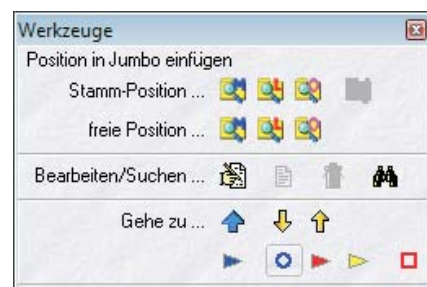 Werkzeuge
Position in Jumbo einfügen
Stamm-Position ...
freie Position ...
Bearbeiten/Suchen ...
Gehe zu ...